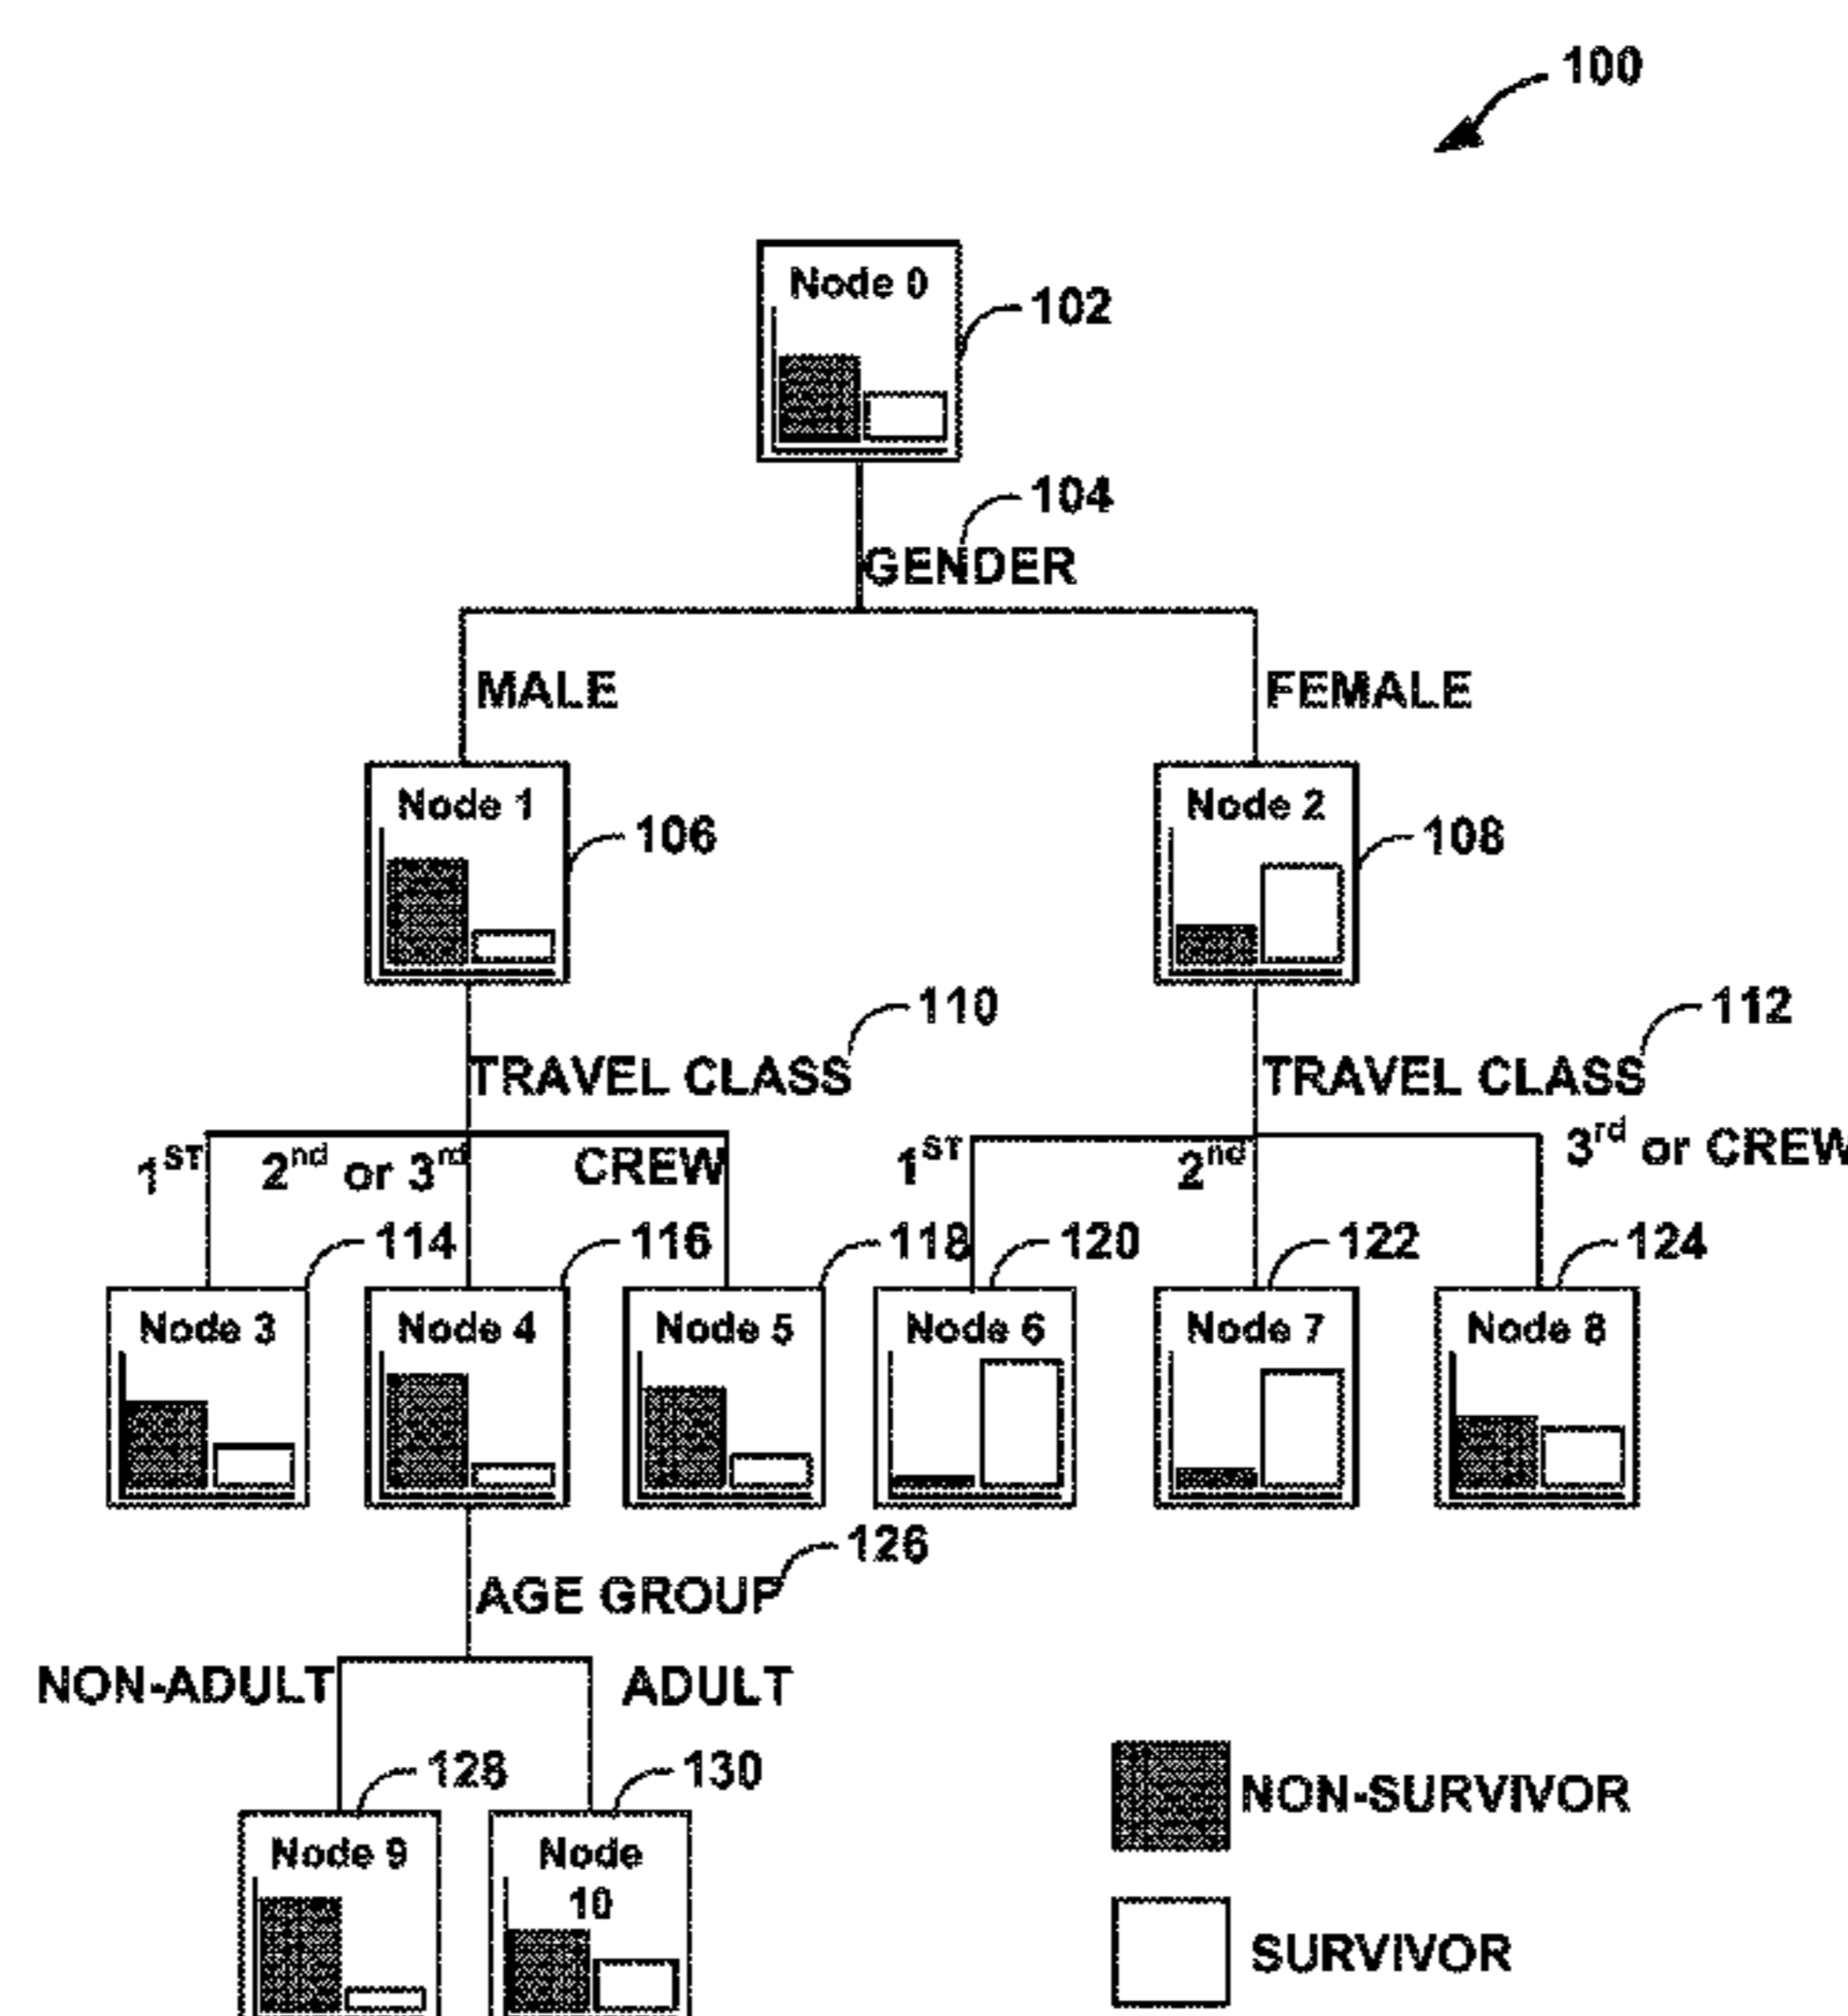 100
Node 0
102
104
GENDER
MALE
FEMALE
Node 1
106
Node 2
108
110
TRAVEL CLASS
112
TRAVEL CLASS
1ST
2nd or 3rd
CREW
1ST
2nd
3rd or CREW
114
116
118
120
122
124
Node 3
Node 4
Node 5
Node 6
Node 7
Node 8
126
AGE GROUP
NON-ADULT
ADULT
128
130
Node 9
Node
10
NON-SURVIVOR
SURVIVOR